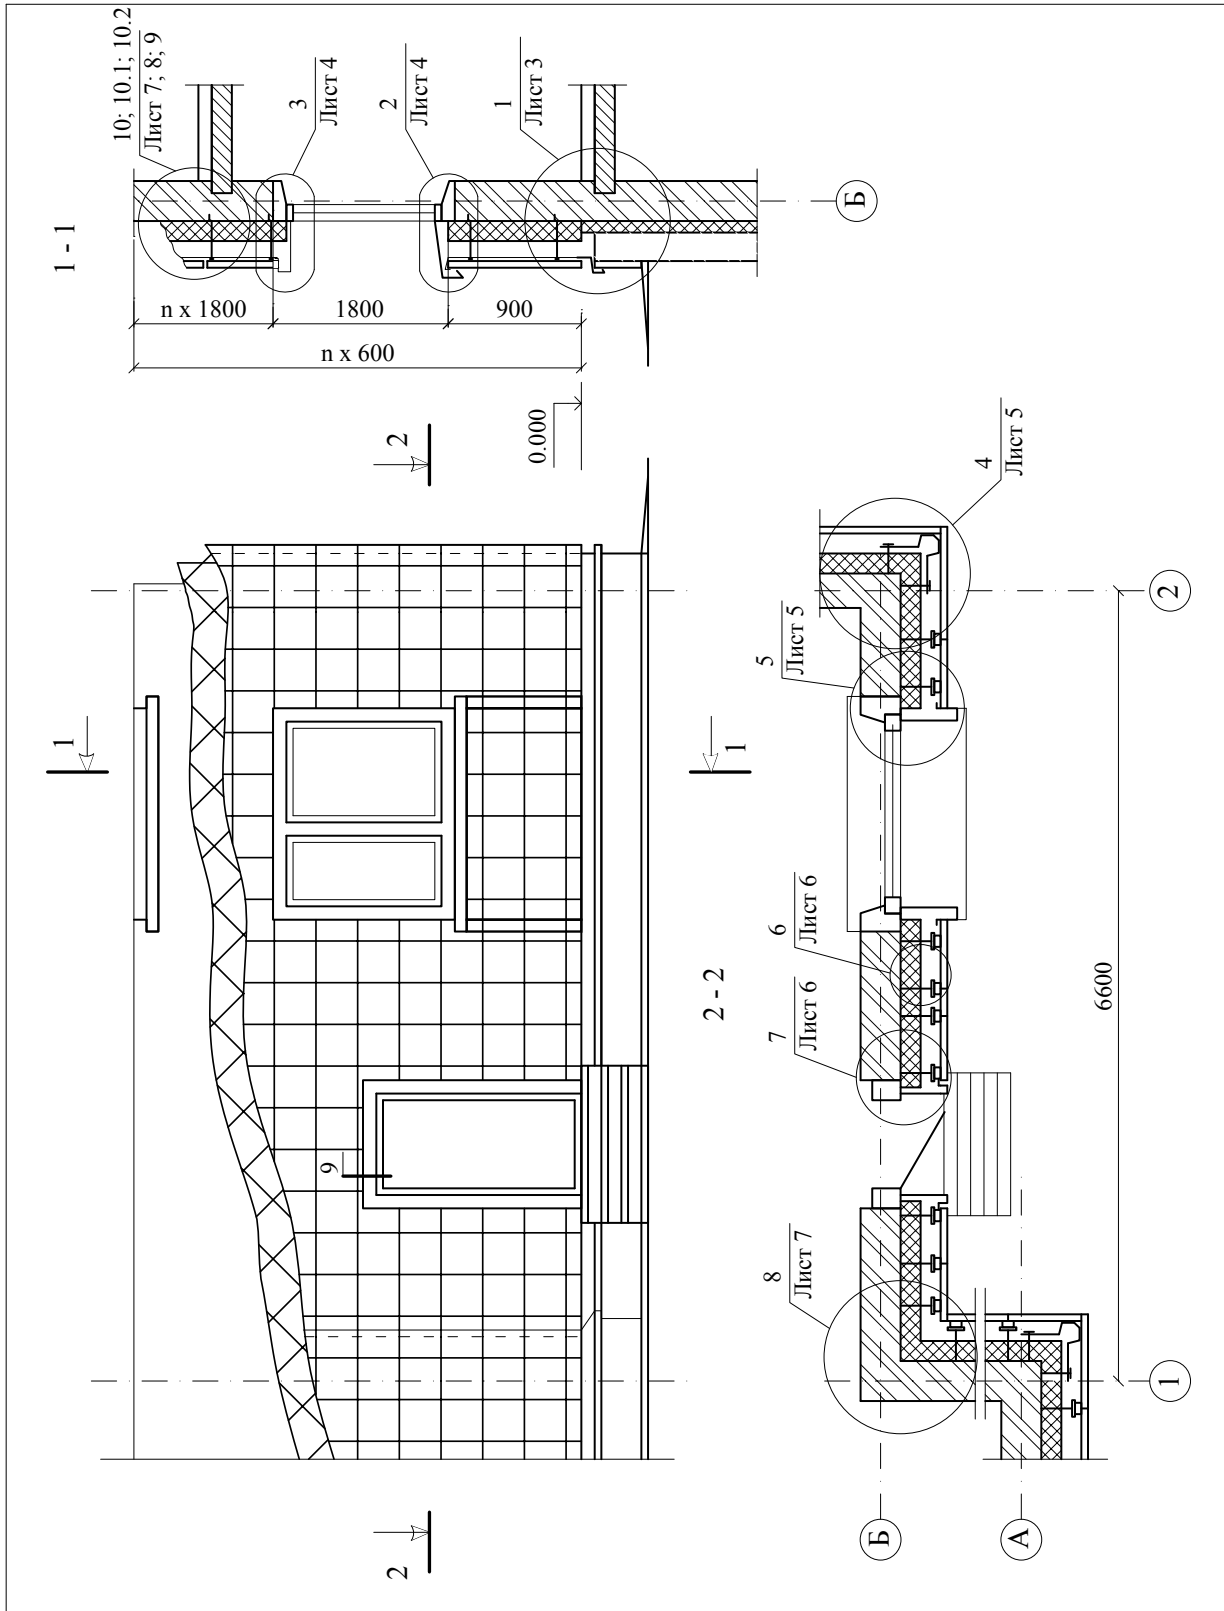 1 - 1
10; 10.1; 10.2
Лист 7; 8; 9
3
Лист 4
2
Лист 4
1
Лист 3
Б
n x 1800
1800
900
n x 600
0.000
2
2
1
1
9
2 - 2
8
Лист 7
7
Лист 6
6
Лист 6
5
Лист 5
4
Лист 5
6600
Б
А
1
2